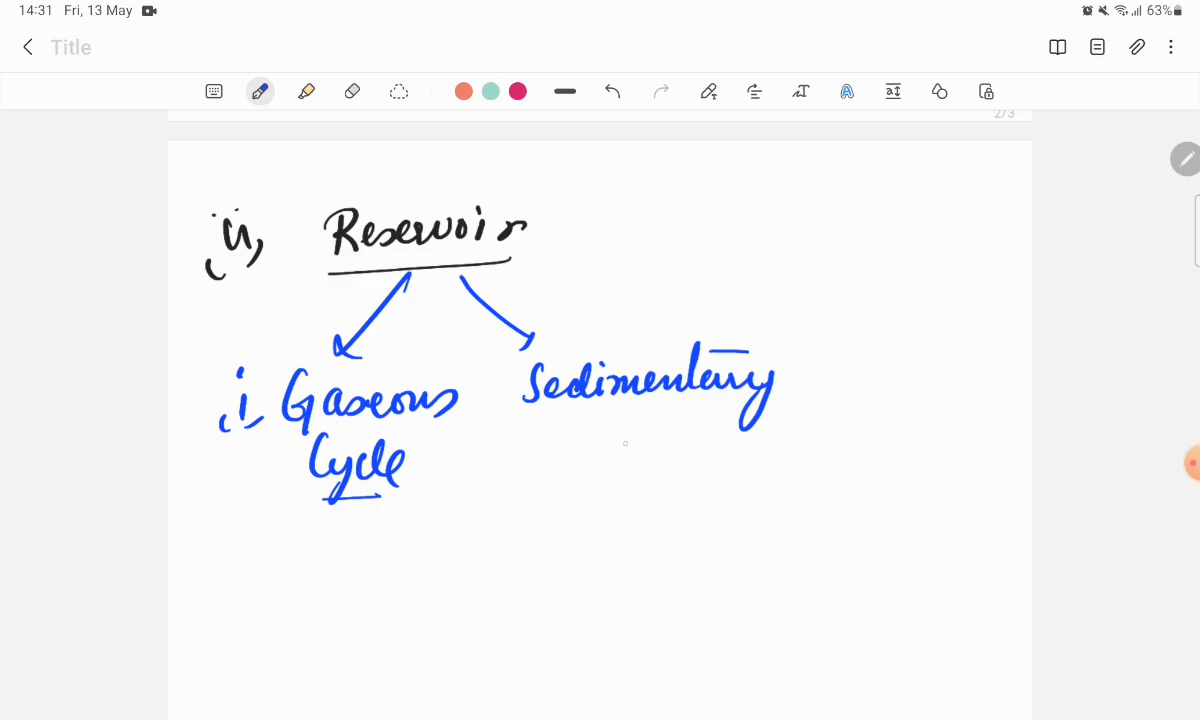 14:31 Fri, 13 May 63%
Title
2/3
ii, Reservoir
i, Gaseous Sedimentary
Cycle